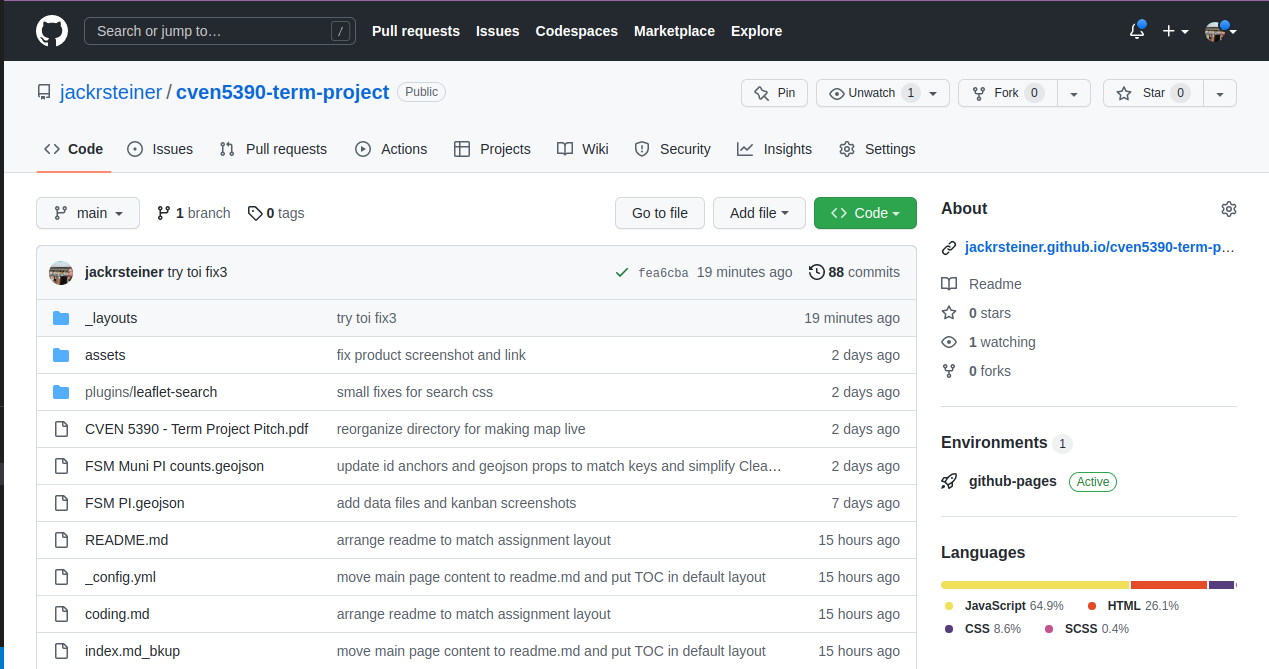 Search or jump to… /
Pull requests Issues Codespaces Marketplace Explore
jackrsteiner / cven5390-term-project Public
Pin Unwatch 1 Fork 0 Star 0
Code Issues Pull requests Actions Projects Wiki Security Insights Settings
main 1 branch 0 tags Go to file Add file Code
jackrsteiner try toi fix3 fea6cba 19 minutes ago 88 commits
_layouts try toi fix3 19 minutes ago
assets fix product screenshot and link 2 days ago
plugins/leaflet-search small fixes for search css 2 days ago
CVEN 5390 - Term Project Pitch.pdf reorganize directory for making map live 2 days ago
FSM Muni PI counts.geojson update id anchors and geojson props to match keys and simplify Clea… 2 days ago
FSM PI.geojson add data files and kanban screenshots 7 days ago
README.md arrange readme to match assignment layout 15 hours ago
_config.yml move main page content to readme.md and put TOC in default layout 15 hours ago
coding.md arrange readme to match assignment layout 15 hours ago
index.md_bkup move main page content to readme.md and put TOC in default layout 15 hours ago
About
jackrsteiner.github.io/cven5390-term-p…
Readme
0 stars
1 watching
0 forks
Environments 1
github-pages Active
Languages
JavaScript 64.9% HTML 26.1%
CSS 8.6% SCSS 0.4%